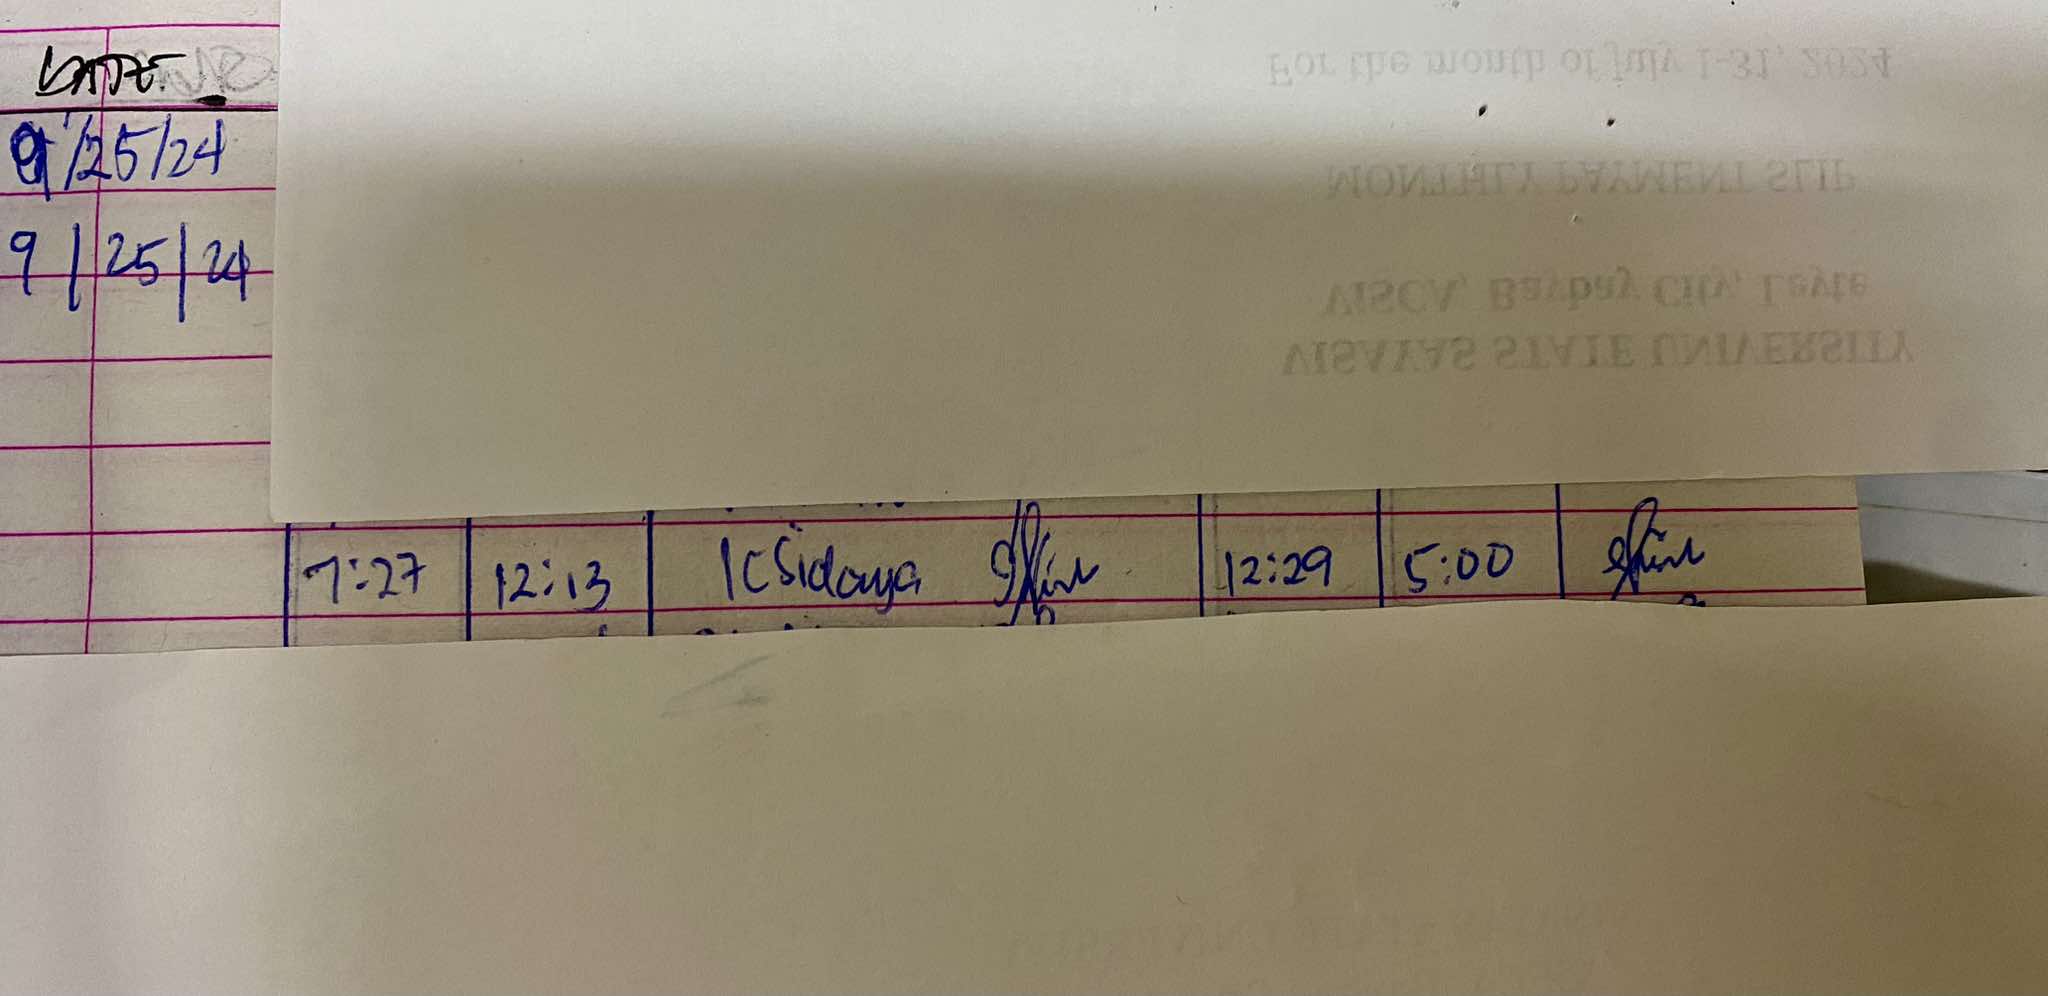 DATE
9/25/24
9/25/24
For the month of July 1-31, 2024
MONTHLY PAYMENT SLIP
VISCA, Baybay City, Leyte
VISAYAS STATE UNIVERSITY
7:27 12:13 ICSidaya 12:29 5:00